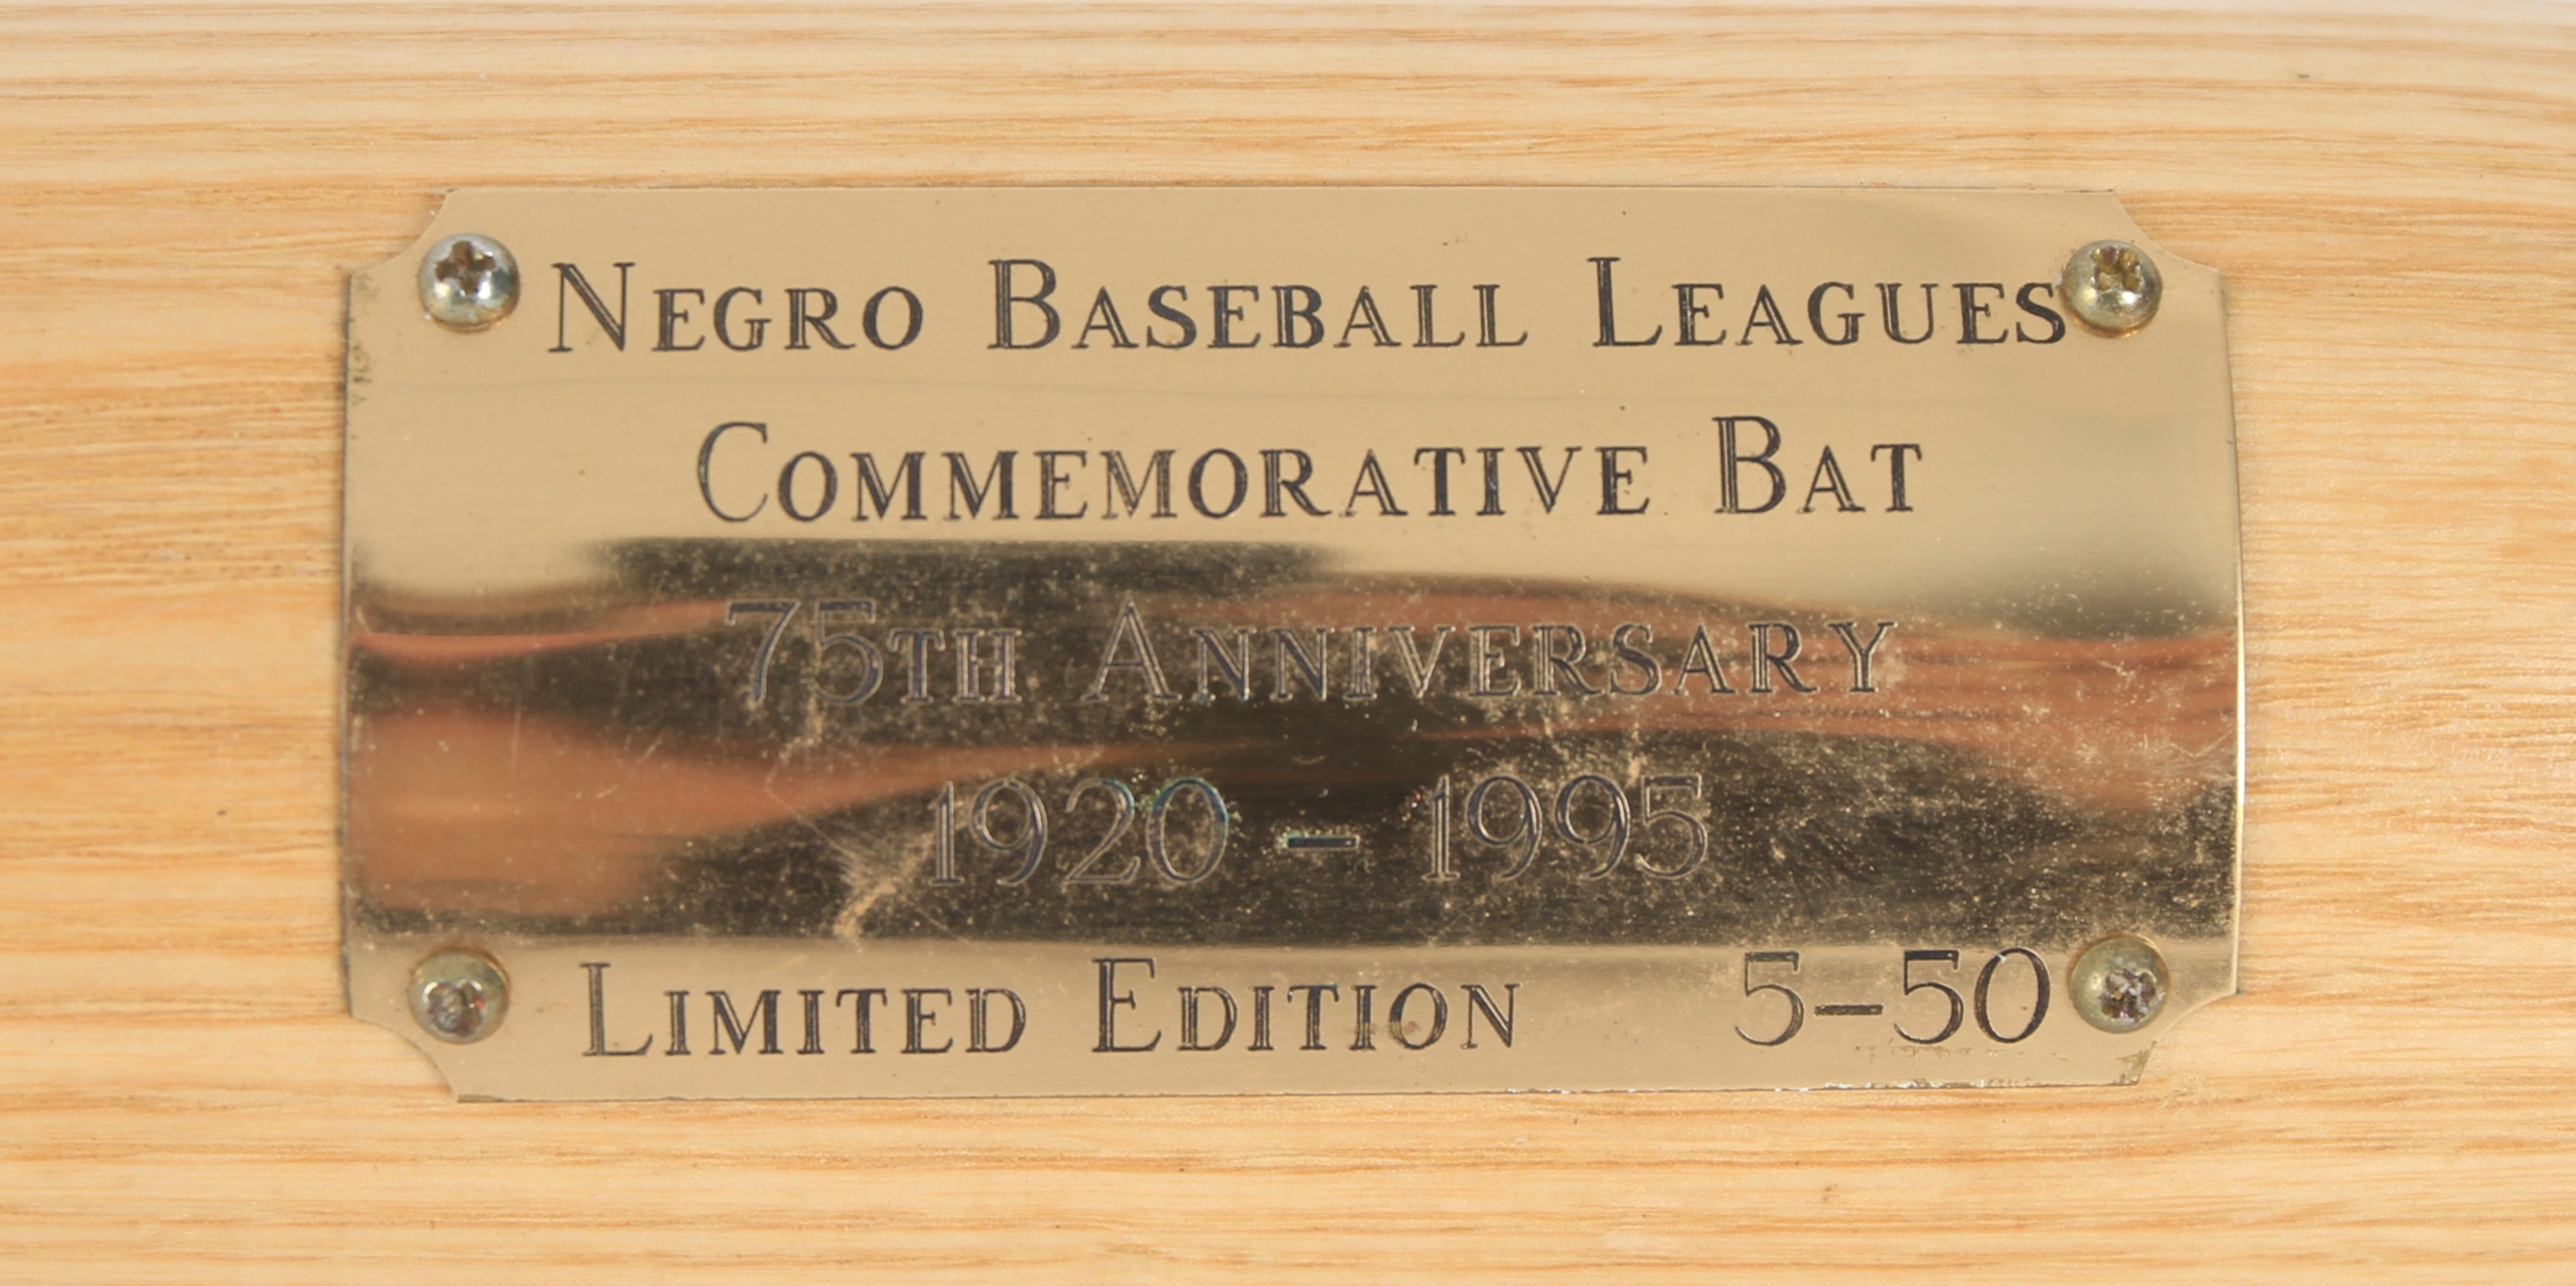 NEGRO BASEBALL LEAGUES
COMMEMORATIVE BAT
75TH ANNIVERSARY
1920 - 1995
LIMITED EDITION 5-50